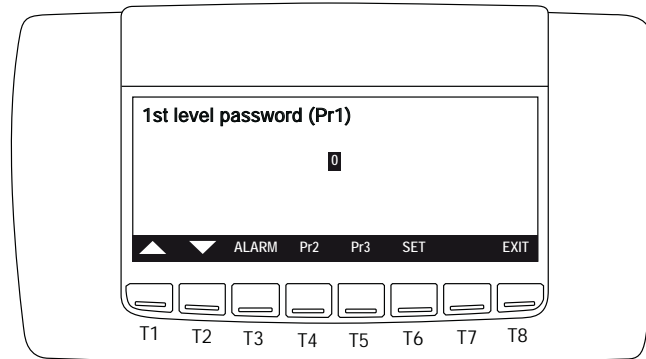 1st level password (Pr1)
0
ALARM Pr2 Pr3 SET EXIT
T1 T2 T3 T4 T5 T6 T7 T8